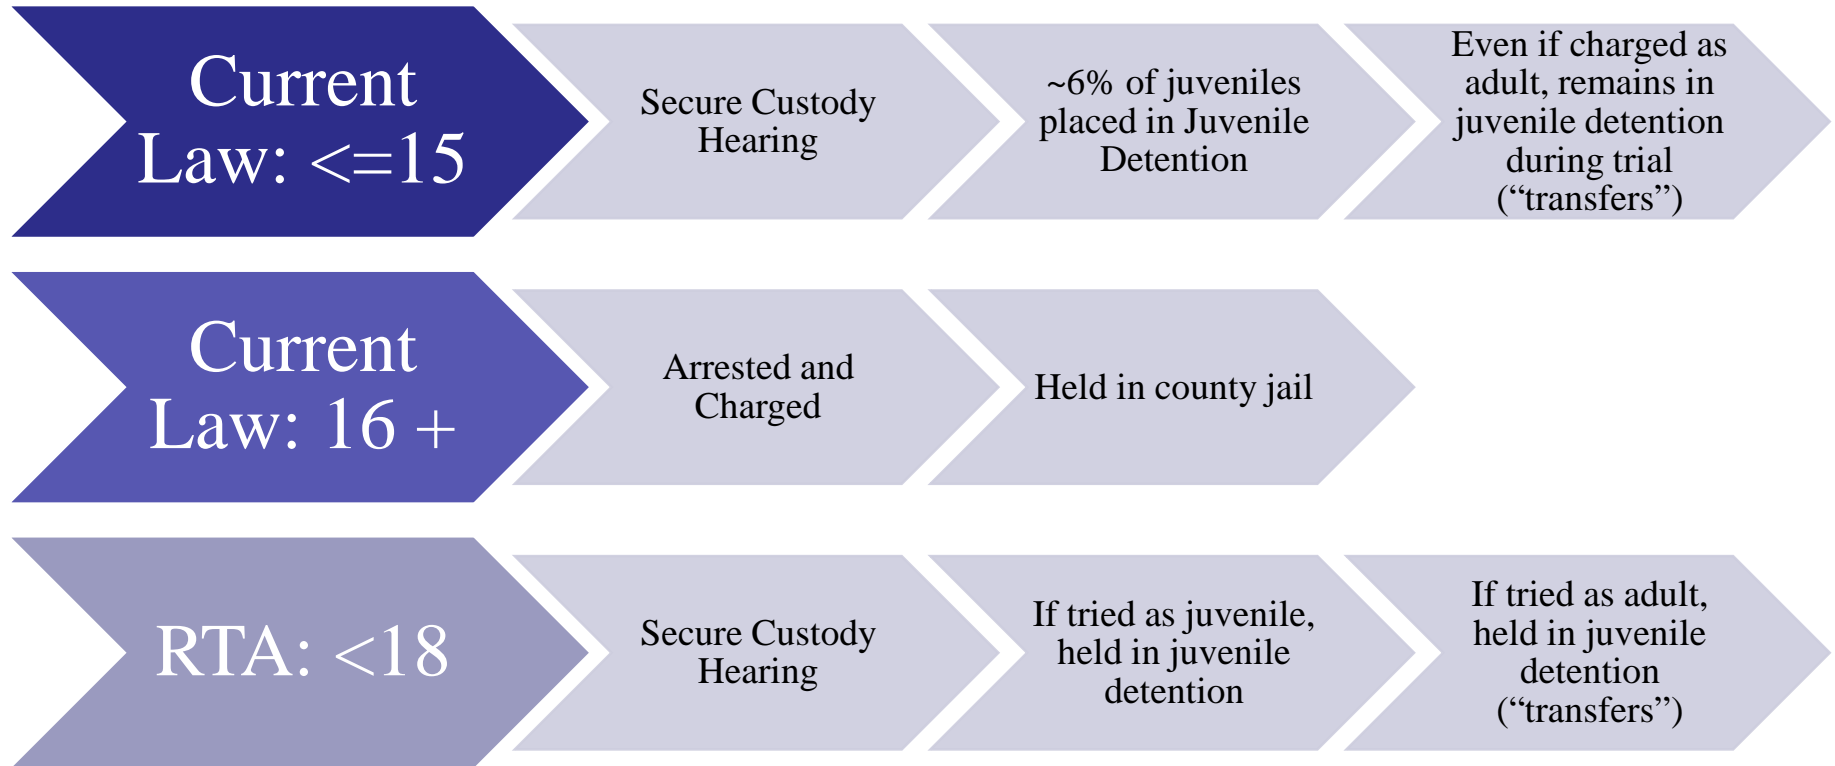 Current
Law: <=15
Secure Custody
Hearing
~6% of juveniles
placed in Juvenile
Detention
Even if charged as
adult, remains in
juvenile detention
during trial
(“transfers”)
Current
Law: 16 +
Arrested and
Charged
Held in county jail
RTA: <18
Secure Custody
Hearing
If tried as juvenile,
held in juvenile
detention
If tried as adult,
held in juvenile
detention
(“transfers”)